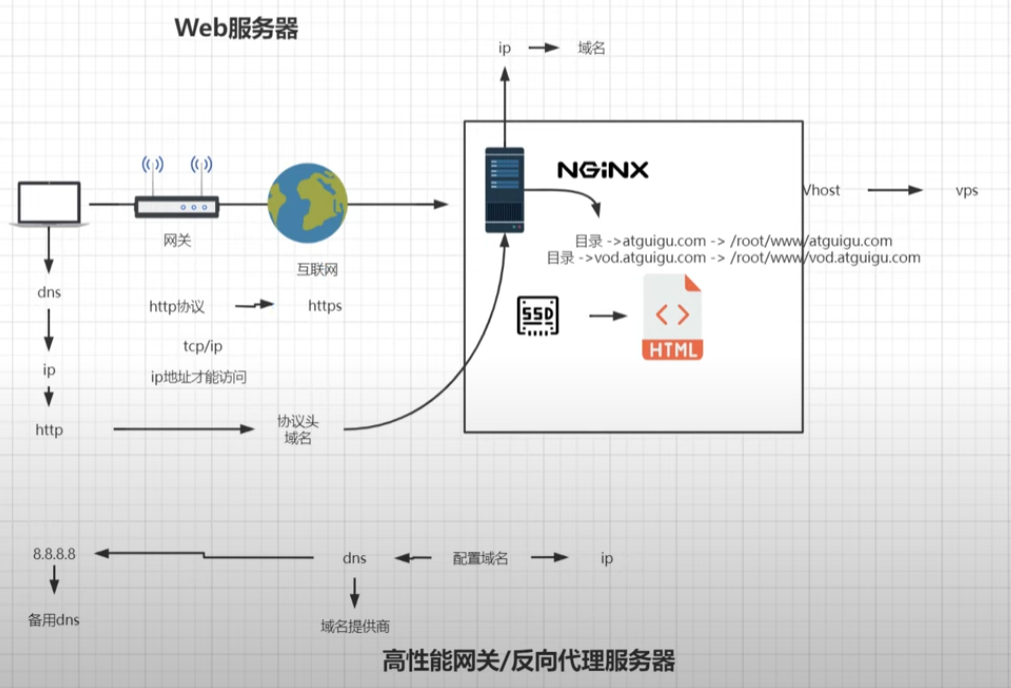 Web服务器
ip
域名
NGINX
Vhost
vps
目录 ->atguigu.com -> /root/www/atguigu.com
目录 ->vod.atguigu.com -> /root/www/vod.atguigu.com
网关
互联网
dns
http协议
https
SSD
HTML
tcp/ip
ip
ip地址才能访问
http
协议头
域名
8.8.8.8
dns
配置域名
ip
备用dns
域名提供商
高性能网关/反向代理服务器